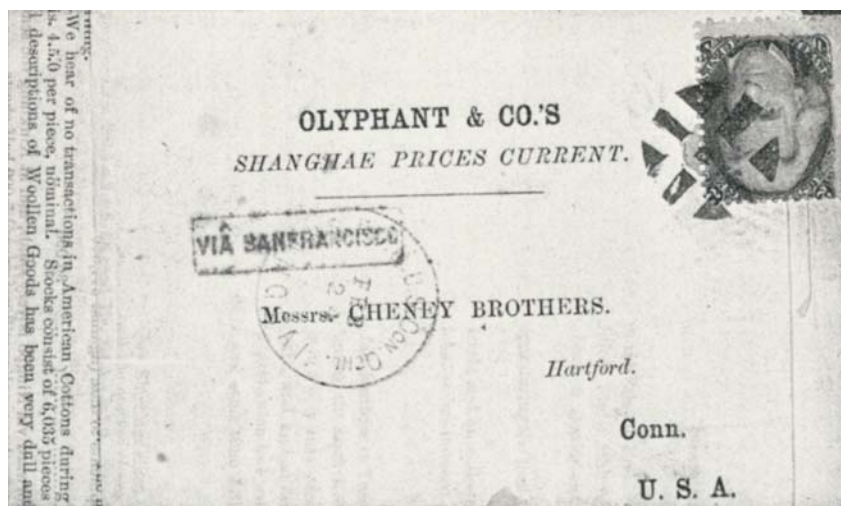 OLYPHANT & CO.'S
SHANGHAE PRICES CURRENT.
VIÂ SANFRANCISCO
Messrs. CHENEY BROTHERS.
Hartford.
Conn.
U. S. A.
We hear of no transactions in American Cottons during
4.5.0 per piece, nominal. Stocks consist of 6,035 pieces
descriptions of Woollen Goods has been very dull and